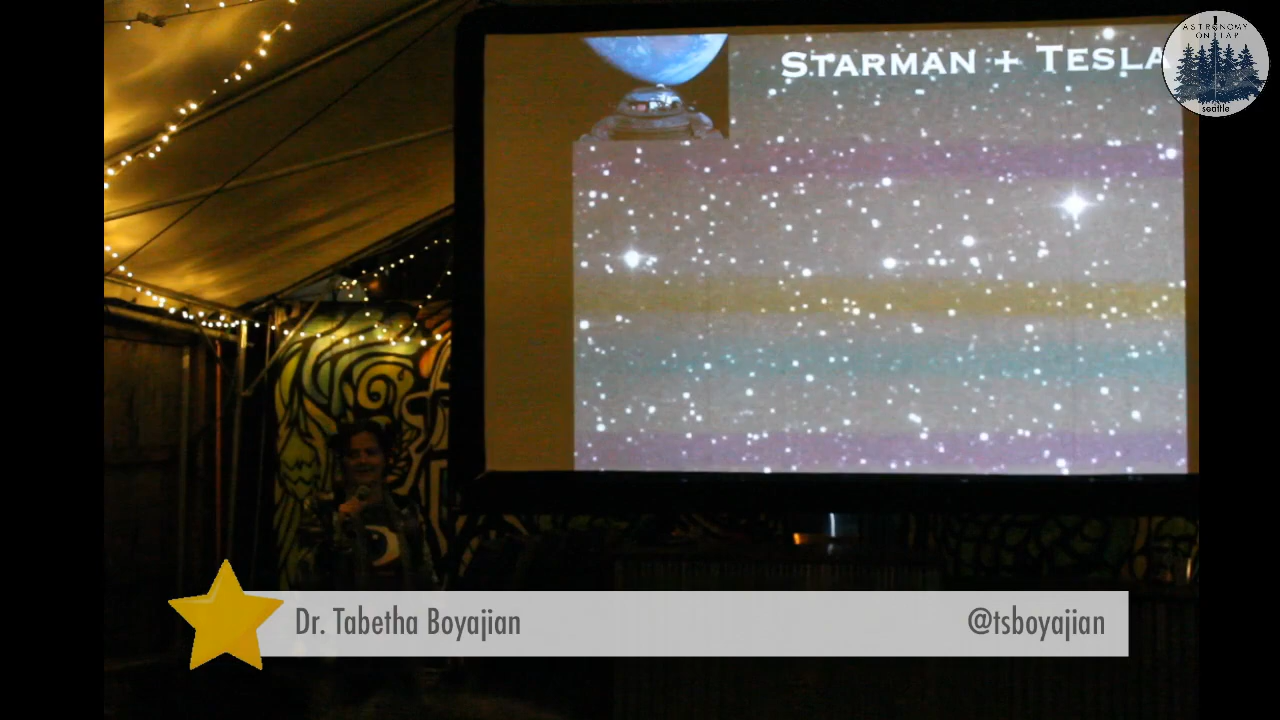 STARMAN + TESLA
ASTRONOMY
ON TAP
seattle
Dr. Tabetha Boyajian
@tsboyajian